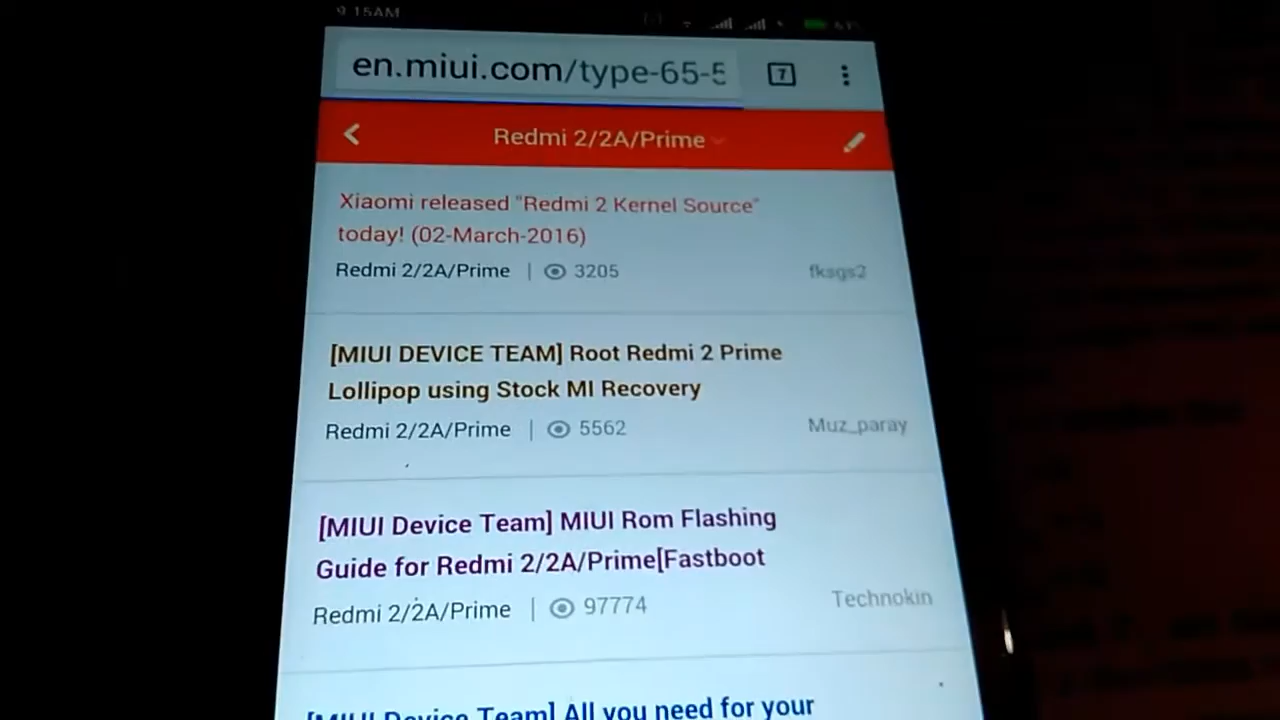 9:15AM
en.miui.com/type-65-5
7
Redmi 2/2A/Prime
Xiaomi released "Redmi 2 Kernel Source"
today! (02-March-2016)
Redmi 2/2A/Prime | 3205 fksgs2
[MIUI DEVICE TEAM] Root Redmi 2 Prime
Lollipop using Stock MI Recovery
Redmi 2/2A/Prime | 5562 Muz_paray
[MIUI Device Team] MIUI Rom Flashing
Guide for Redmi 2/2A/Prime[Fastboot
Redmi 2/2A/Prime | 97774 Technokin
[MIUI Device Team] All you need for your